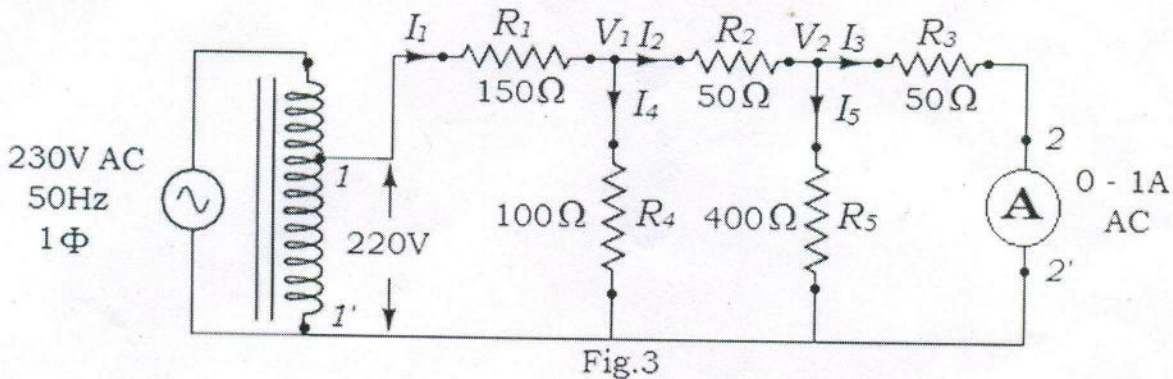 I1 R1 V1 I2 R2 V2 I3 R3
150Ω 50Ω 50Ω
I4 I5
230V AC
50Hz
1Φ
1
220V
1'
100Ω R4 400Ω R5
2
A
0 - 1A
AC
2'
Fig.3